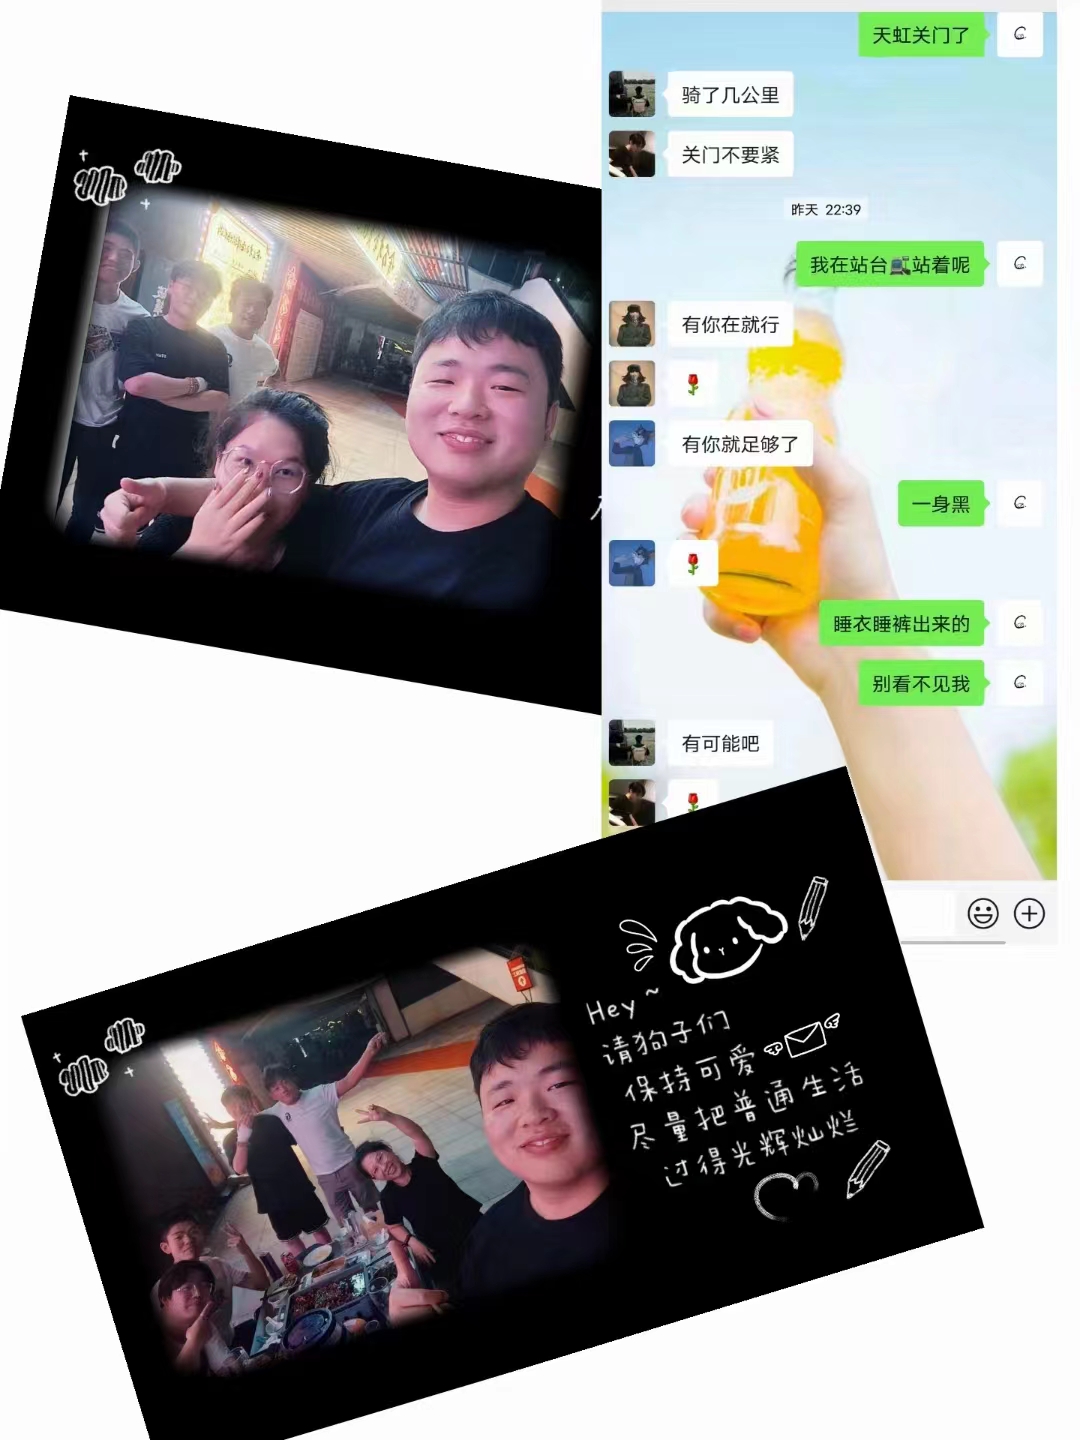 天虹关门了
骑了几公里
关门不要紧
昨天 22:39
我在站台站着呢
有你在就行
有你就足够了
一身黑
睡衣睡裤出来的
别看不见我
有可能吧
Hey ~
请狗子们
保持可爱
尽量把普通生活
过得光辉灿烂